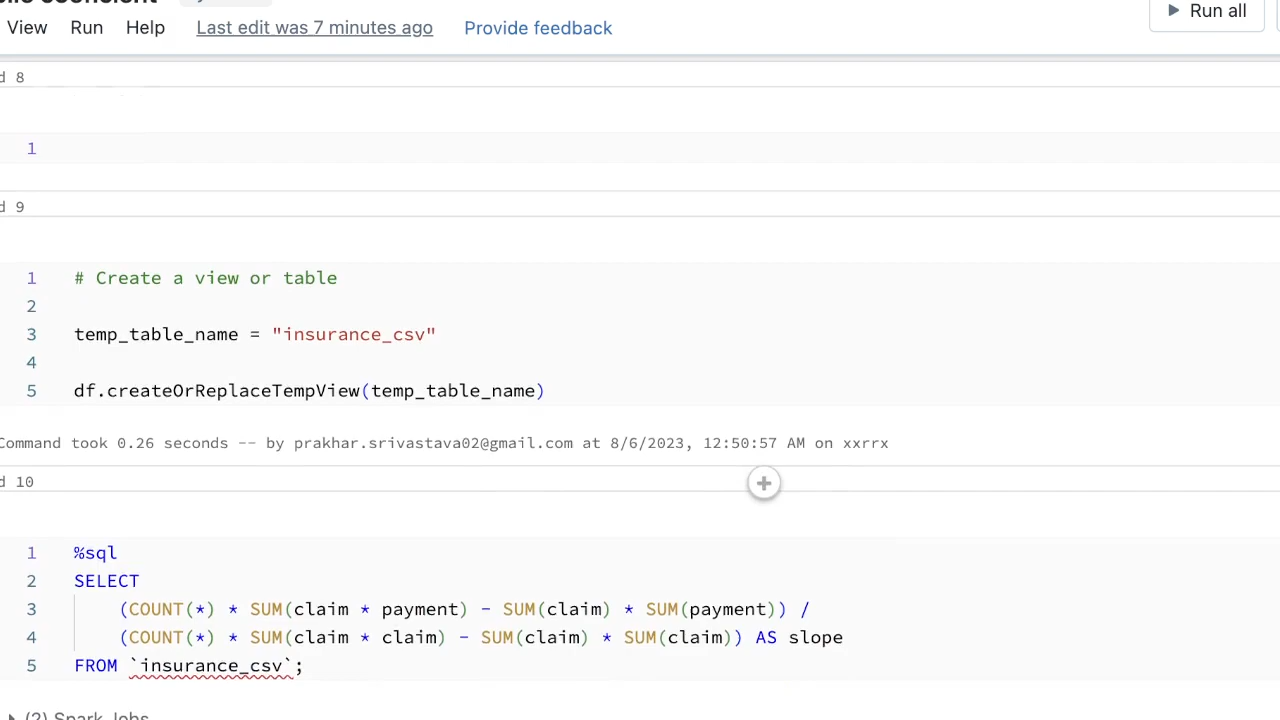 View Run Help Last edit was 7 minutes ago Provide feedback
Run all
d 8
1
d 9
1 # Create a view or table
2
3 temp_table_name = "insurance_csv"
4
5 df.createOrReplaceTempView(temp_table_name)
Command took 0.26 seconds -- by prakhar.srivastava02@gmail.com at 8/6/2023, 12:50:57 AM on xxrrx
d 10
1 %sql
2 SELECT
3 (COUNT(*) * SUM(claim * payment) - SUM(claim) * SUM(payment)) /
4 (COUNT(*) * SUM(claim * claim) - SUM(claim) * SUM(claim)) AS slope
5 FROM `insurance_csv`;
(2) Spark Jobs